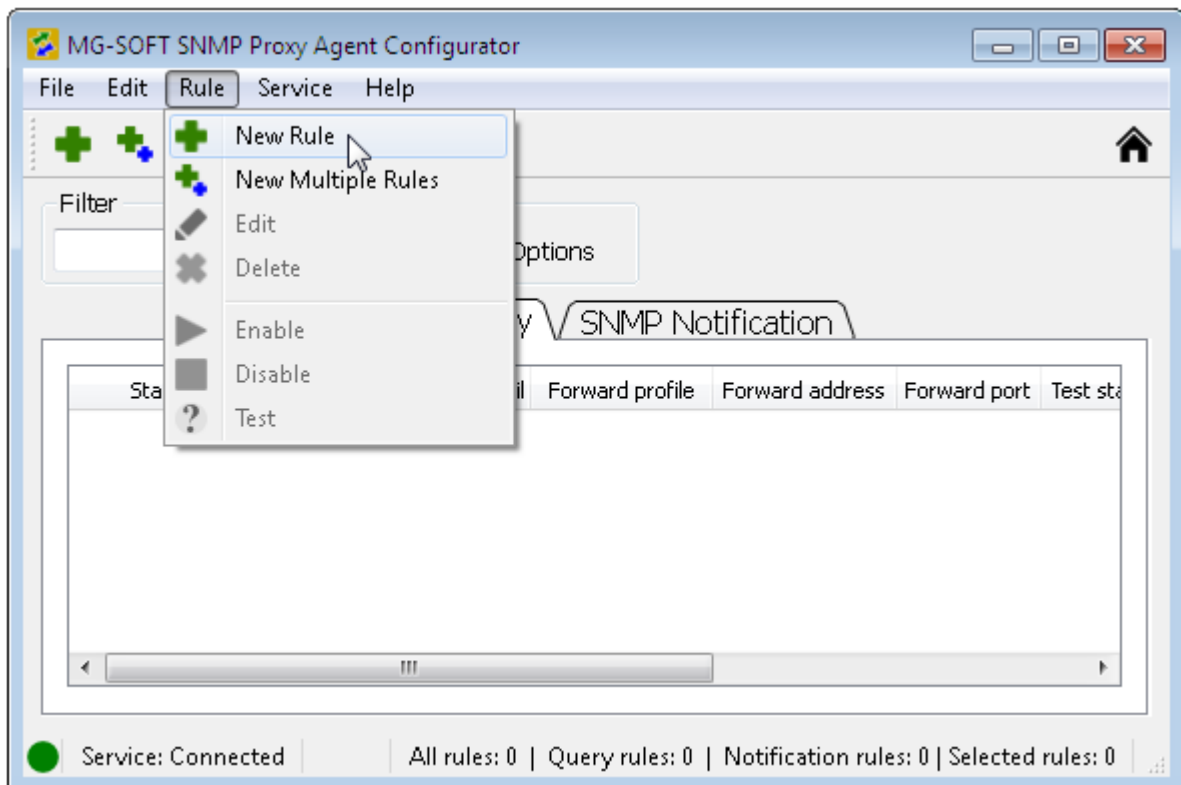 MG-SOFT SNMP Proxy Agent Configurator
File Edit Rule Service Help
New Rule
New Multiple Rules
Edit
Delete
Enable
Disable
Test
Filter
Options
SNMP Notification
Forward profile Forward address Forward port Test
Service: Connected All rules: 0 | Query rules: 0 | Notification rules: 0 | Selected rules: 0